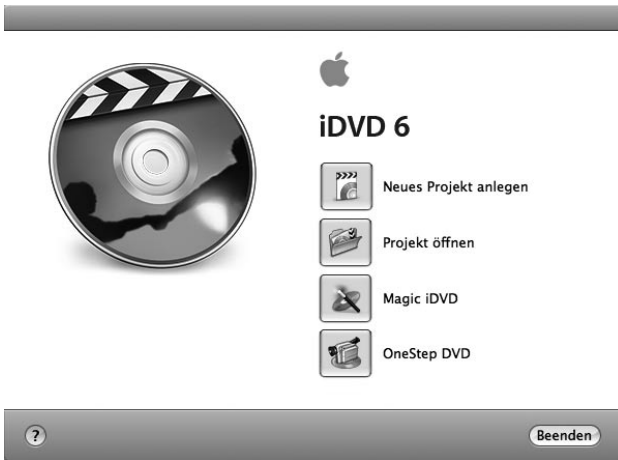 iDVD 6
Neues Projekt anlegen
Projekt öffnen
Magic iDVD
OneStep DVD
?
Beenden